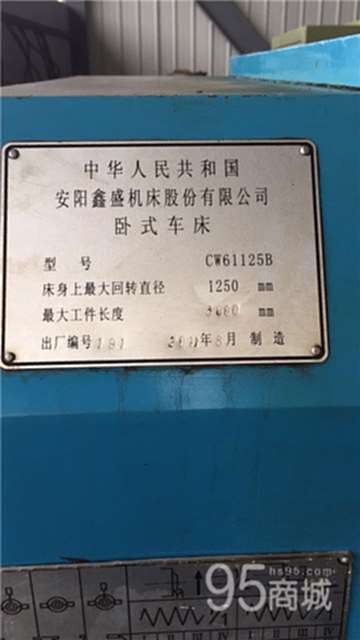 中华人民共和国
安阳鑫盛机床股份有限公司
卧式车床
型号 CW61125B
床身上最大回转直径 1250 mm
最大工件长度 mm
出厂编号 191 年8月 制造
95商城
hs95.com